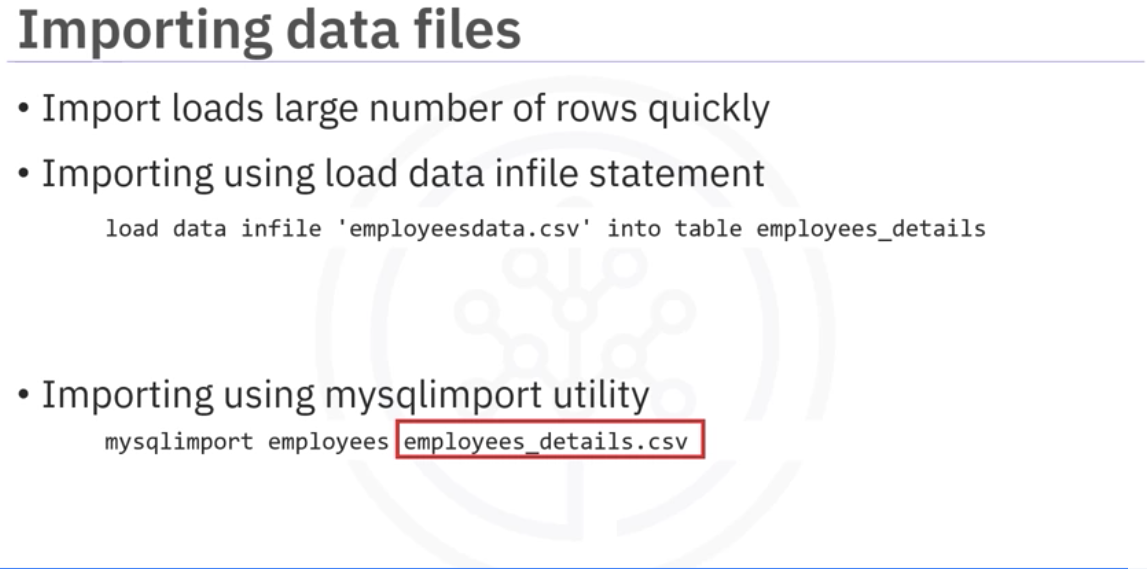 Importing data files
• Import loads large number of rows quickly
• Importing using load data infile statement
load data infile 'employeesdata.csv' into table employees_details
• Importing using mysqlimport utility
mysqlimport employees employees_details.csv